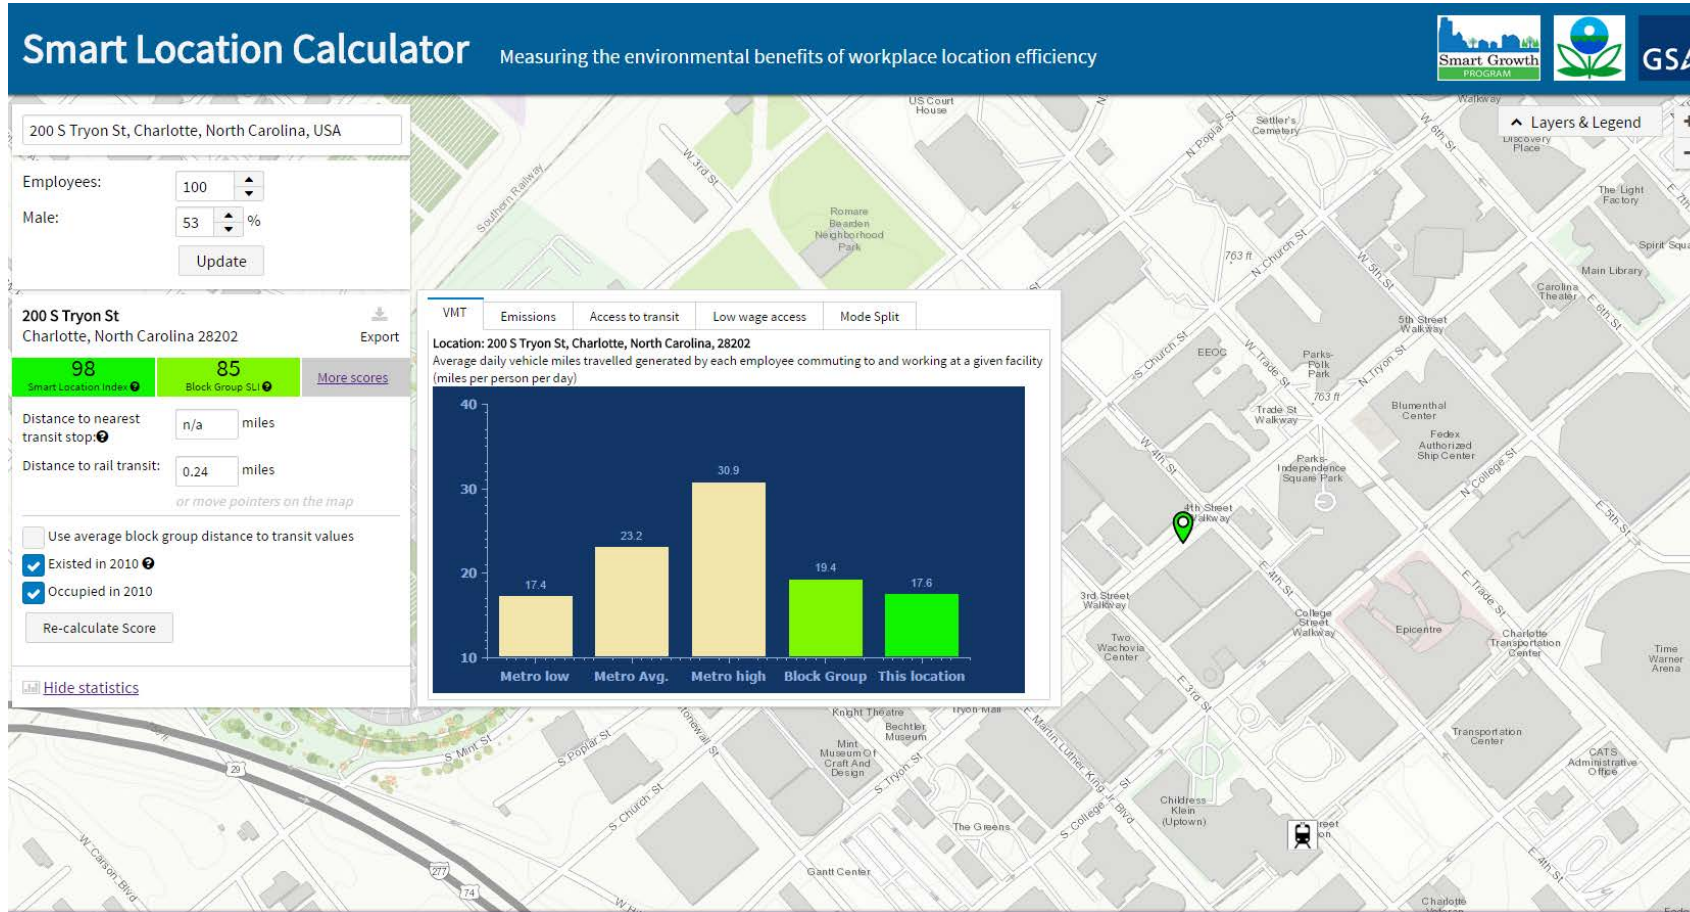 Smart Location Calculator
Measuring the environmental benefits of workplace location efficiency
Smart Growth
PROGRAM
200 S Tryon St, Charlotte, North Carolina, USA
Employees:
100
Male:
53
%
Update
200 S Tryon St
Charlotte, North Carolina 28202
Export
98
Smart Location Index
85
Block Group SLI
More scores
Distance to nearest
transit stop:
n/a
miles
Distance to rail transit:
0.24
miles
or move pointers on the map
Use average block group distance to transit values
Existed in 2010
Occupied in 2010
Re-calculate Score
Hide statistics
VMT
Emissions
Access to transit
Low wage access
Mode Split
Location: 200 S Tryon St, Charlotte, North Carolina, 28202
Average daily vehicle miles travelled generated by each employee commuting to and working at a given facility
(miles per person per day)
40
30
20
10
17.4
23.2
30.9
19.4
17.6
Metro low
Metro Avg.
Metro high
Block Group
This location
Layers & Legend
US Court
House
Settler's
Cemetery
N Poplar St
W 6th St
Walkway
Discovery
Place
The Light
Factory
Spirit
Main Library
Carolina
Theater
E 6th St
W 3rd St
Southern Railway
Romare
Bearden
Neighborhood
Park
763 ft
N Church St
W 5th St
5th Street
Walkway
S Church St
EEOC
W Trade St
Parks-
Polk
Park
N Tryon St
763 ft
Trade St
Walkway
Blumenthal
Center
Fedex
Authorized
Ship Center
W 4th St
Parks-
Independence
Square Park
N College St
E 5th St
4th Street
Walkway
E 4th St
3rd Street
Walkway
Two
Wachovia
Center
College
Street
Walkway
Epicentre
E Trade St
Charlotte
Transportation
Center
Time
Warner
Arena
E 3rd St
Knight Theatre
Tryon Mall
Bechtler
Museum
Mint
Museum Of
Craft And
Design
S Tryon St
E Martin Luther King Jr Blvd
Transportation
Center
CATS
Administrative
Office
S Mint St
S Poplar St
Stonewall St
29
S Church St
The Greens
S College St
Childress
Klein
(Uptown)
W Carson Blvd
277
74
Gantt Center
E 4th St
Charlotte